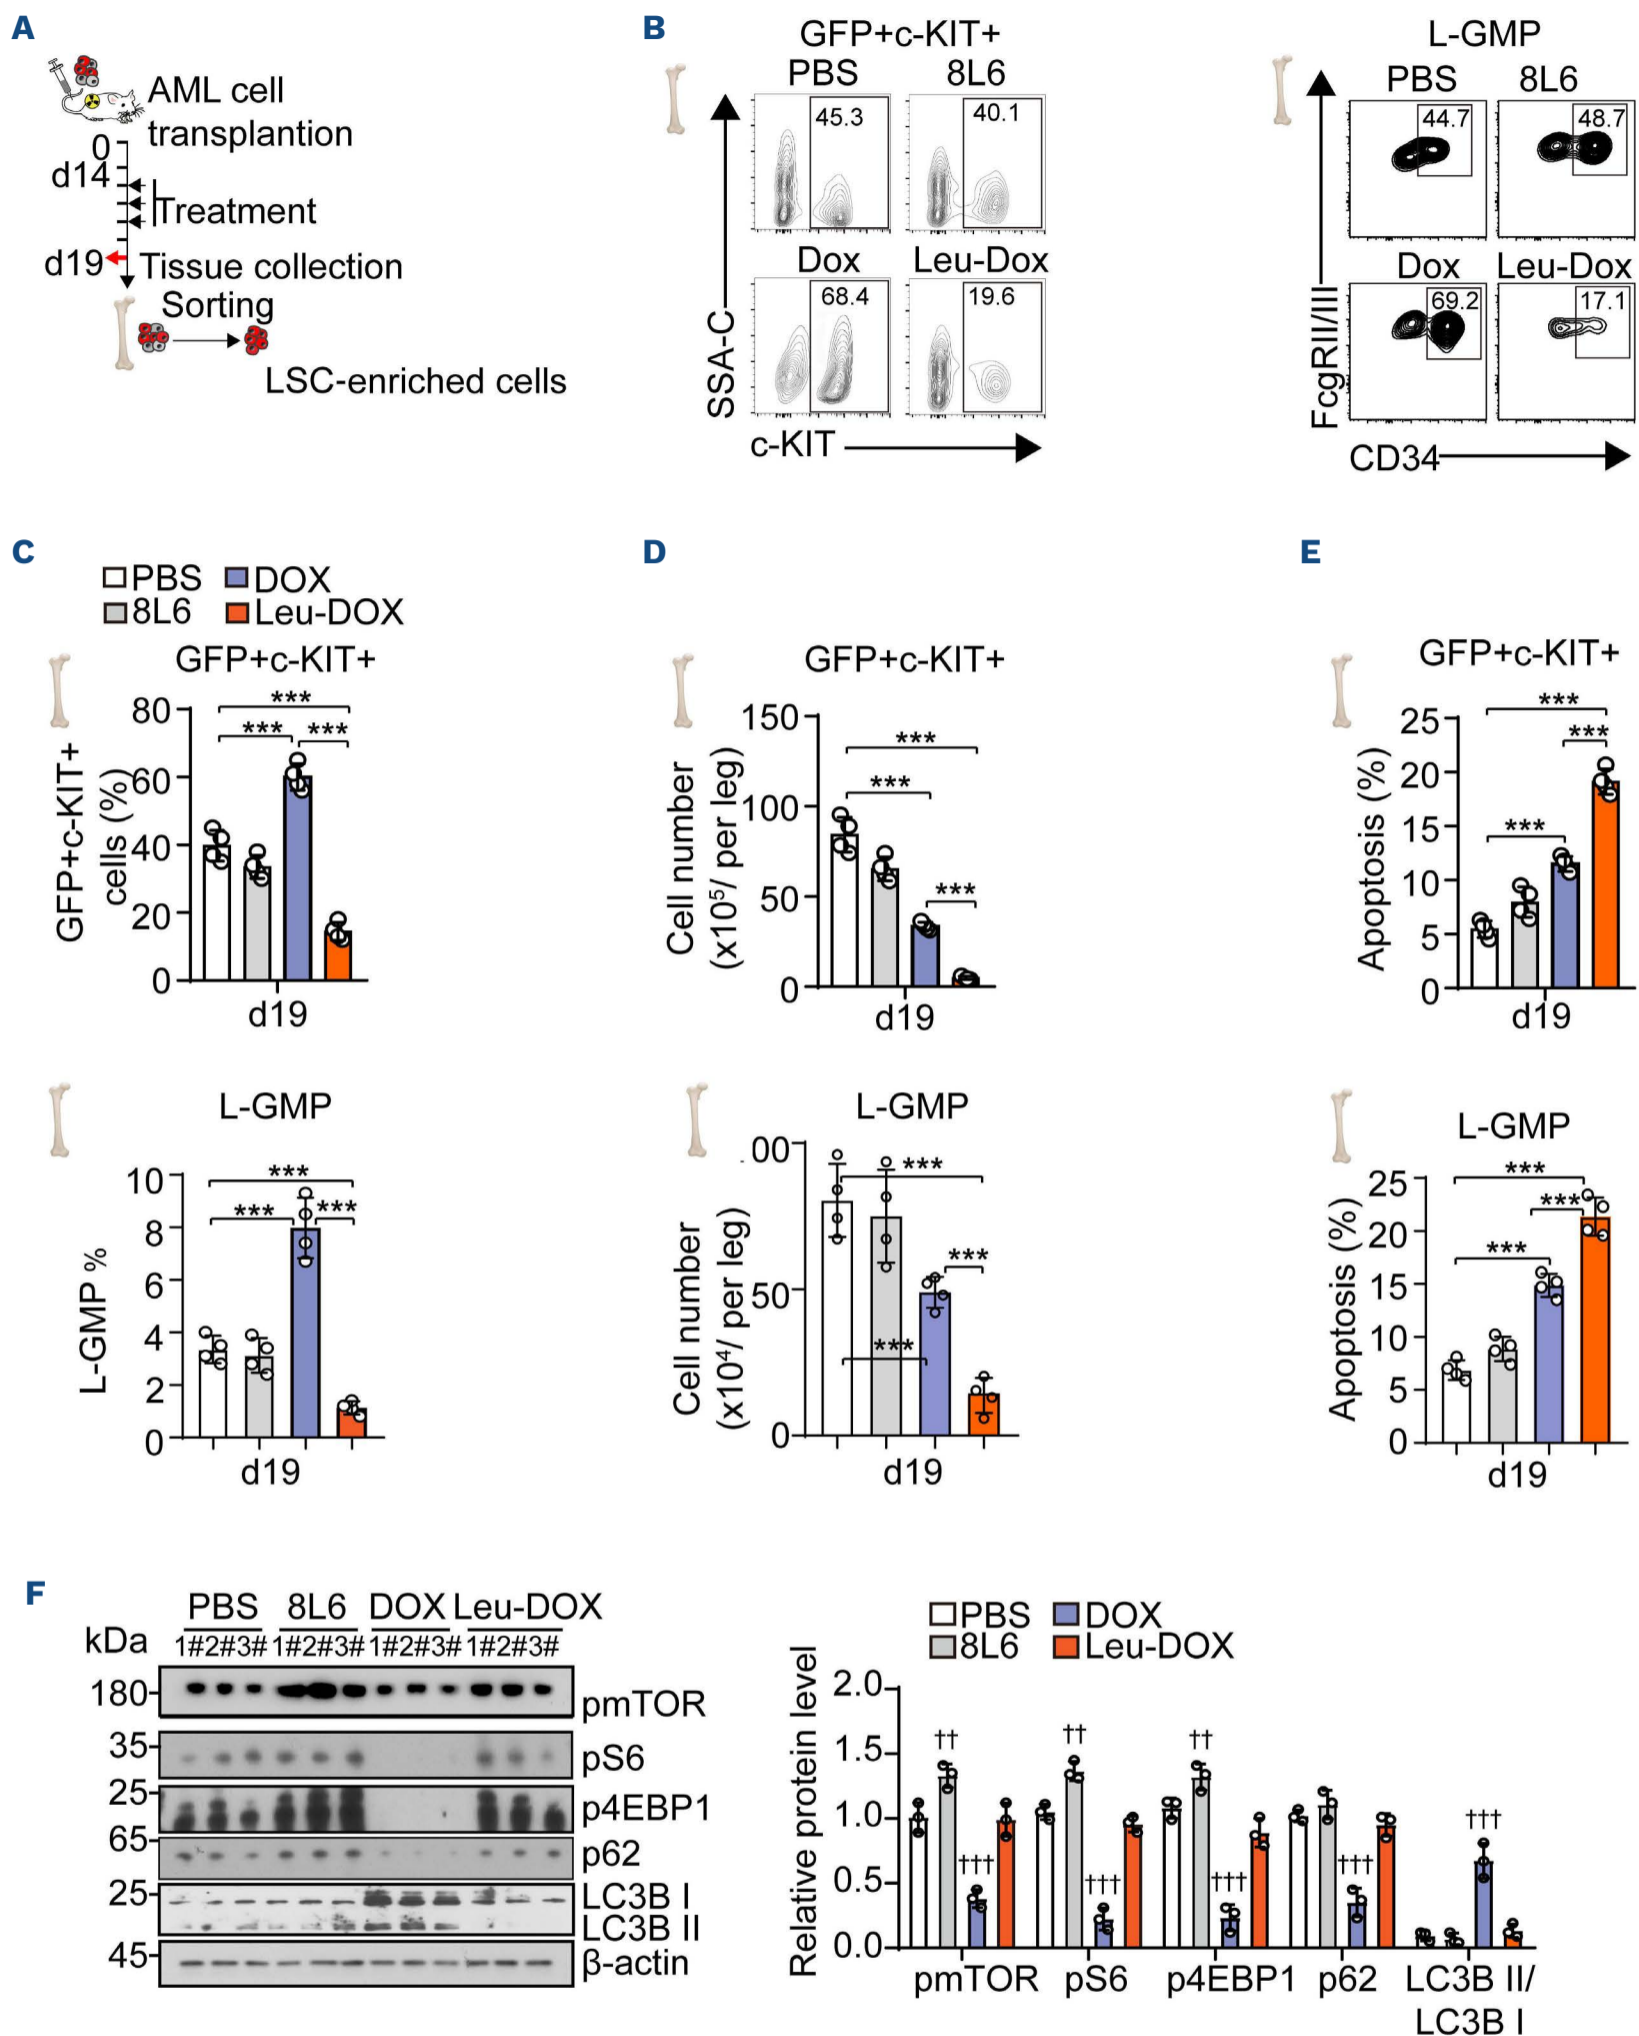 A
AML cell
transplantion
0
d14
Treatment
d19
Tissue collection
Sorting
LSC-enriched cells
B
GFP+c-KIT+
PBS
8L6
45.3
40.1
Dox
Leu-Dox
68.4
19.6
SSA-C
c-KIT
L-GMP
PBS
8L6
44.7
48.7
Dox
Leu-Dox
69.2
17.1
FcgRII/III
CD34
C
PBS
DOX
8L6
Leu-DOX
GFP+c-KIT+
***
***
***
80
60
40
20
0
GFP+c-KIT+
cells (%)
d19
L-GMP
***
***
***
10
8
6
4
2
0
L-GMP %
d19
D
GFP+c-KIT+
150
100
50
0
***
***
***
Cell number
(x10⁵/ per leg)
d19
L-GMP
00
50
0
***
***
***
Cell number
(x10⁴/ per leg)
d19
E
GFP+c-KIT+
25
20
15
10
5
0
***
***
***
Apoptosis (%)
d19
L-GMP
25
20
15
10
5
0
***
***
***
Apoptosis (%)
d19
F
PBS
8L6
DOX
Leu-DOX
kDa
1#2#3#
1#2#3#
1#2#3#
1#2#3#
180
pmTOR
35
pS6
25
p4EBP1
65
p62
25
LC3B I
LC3B II
45
β-actin
PBS
DOX
8L6
Leu-DOX
Relative protein level
2.0
1.5
1.0
0.5
0.0
††
†††
††
†††
††
†††
†††
†††
pmTOR
pS6
p4EBP1
p62
LC3B II/
LC3B I